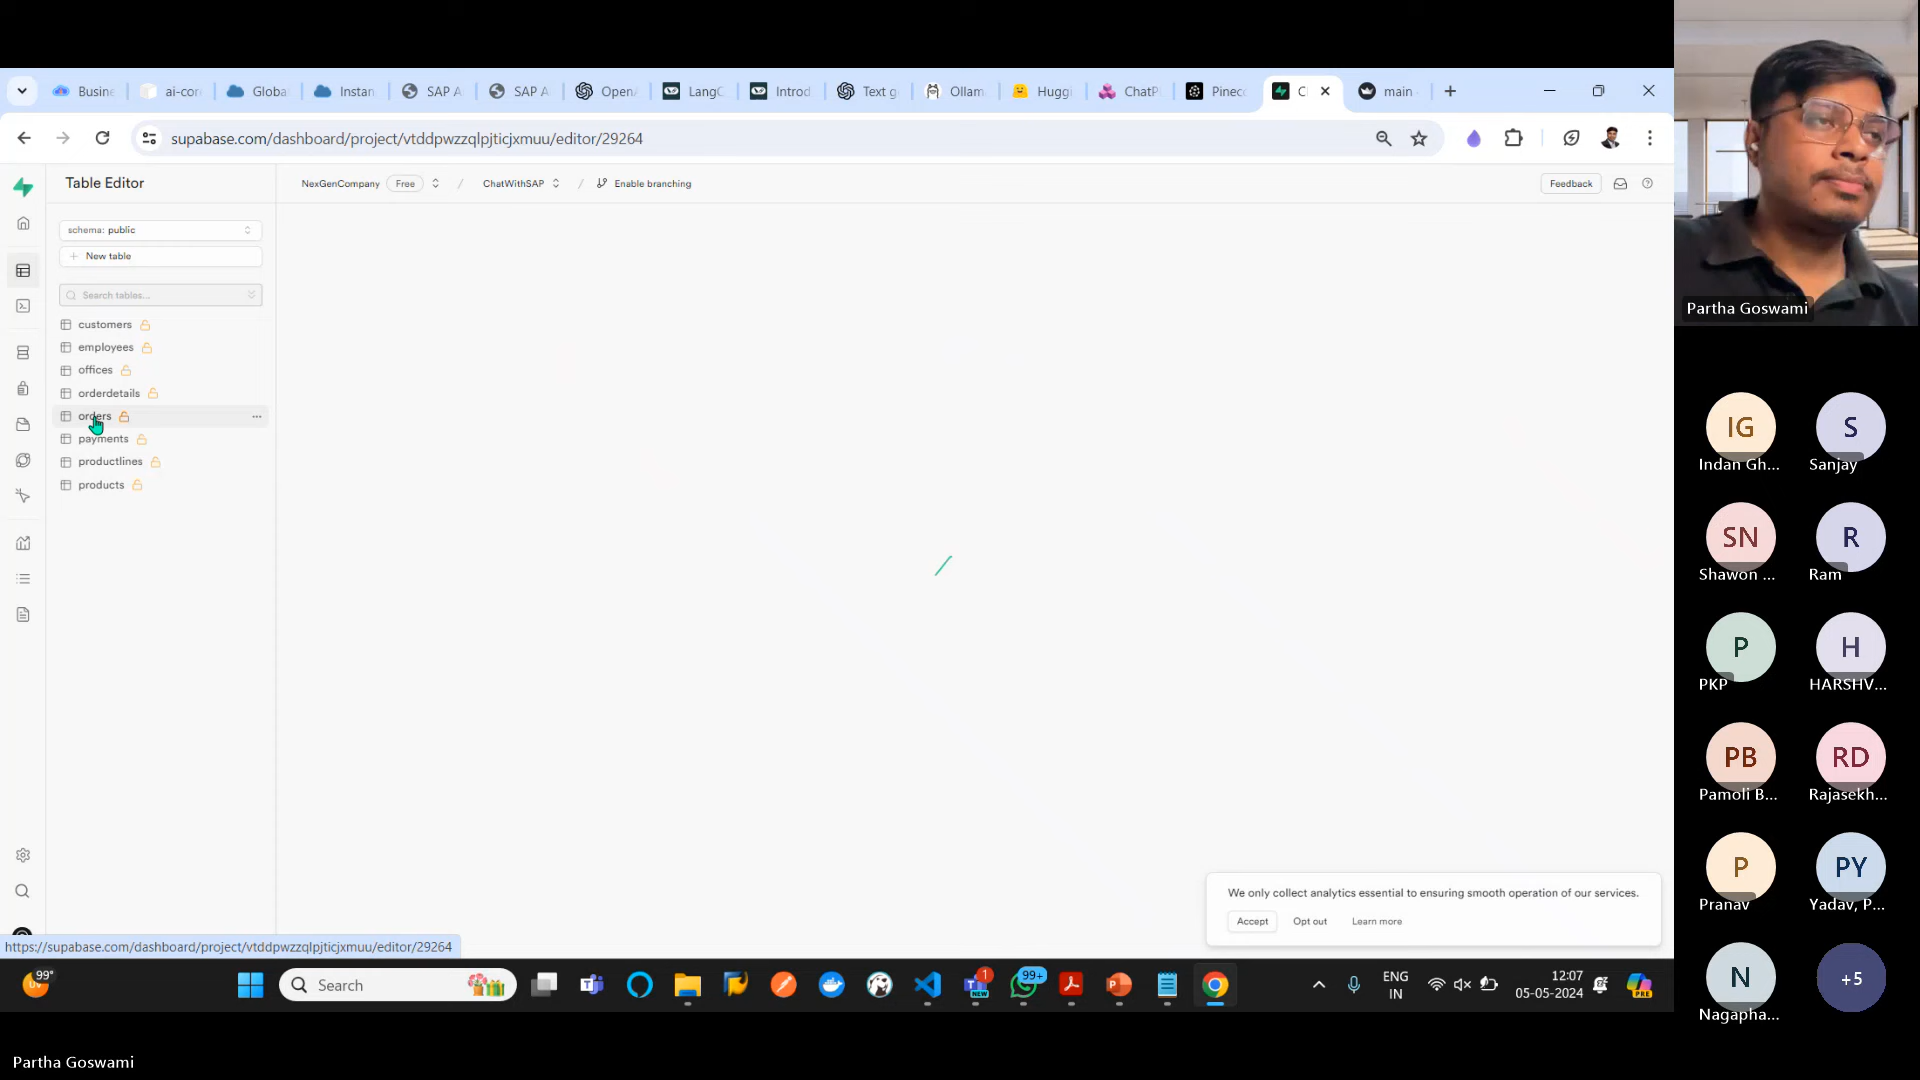 Busine
ai-cor
Global
Instan
SAP A
SAP A
OpenA
LangC
Introd
Text g
Ollam
Huggi
ChatP
Pinec
C
main
supabase.com/dashboard/project/vtddpwzzqlpjticjxmuu/editor/29264
Table Editor
NexGenCompany Free / ChatWithSAP / Enable branching
Feedback
schema: public
New table
Search tables...
customers
employees
offices
orderdetails
orders
payments
productlines
products
We only collect analytics essential to ensuring smooth operation of our services.
Accept Opt out Learn more
https://supabase.com/dashboard/project/vtddpwzzqlpjticjxmuu/editor/29264
99°
Search
1
99+
ENG
IN
12:07
05-05-2024
PRE
Partha Goswami
IG
Indan Gh...
S
Sanjay
SN
Shawon ...
R
Ram
P
PKP
H
HARSHV...
PB
Pamoli B...
RD
Rajasekh...
P
Pranav
PY
Yadav, P...
N
Nagapha...
+5
Partha Goswami